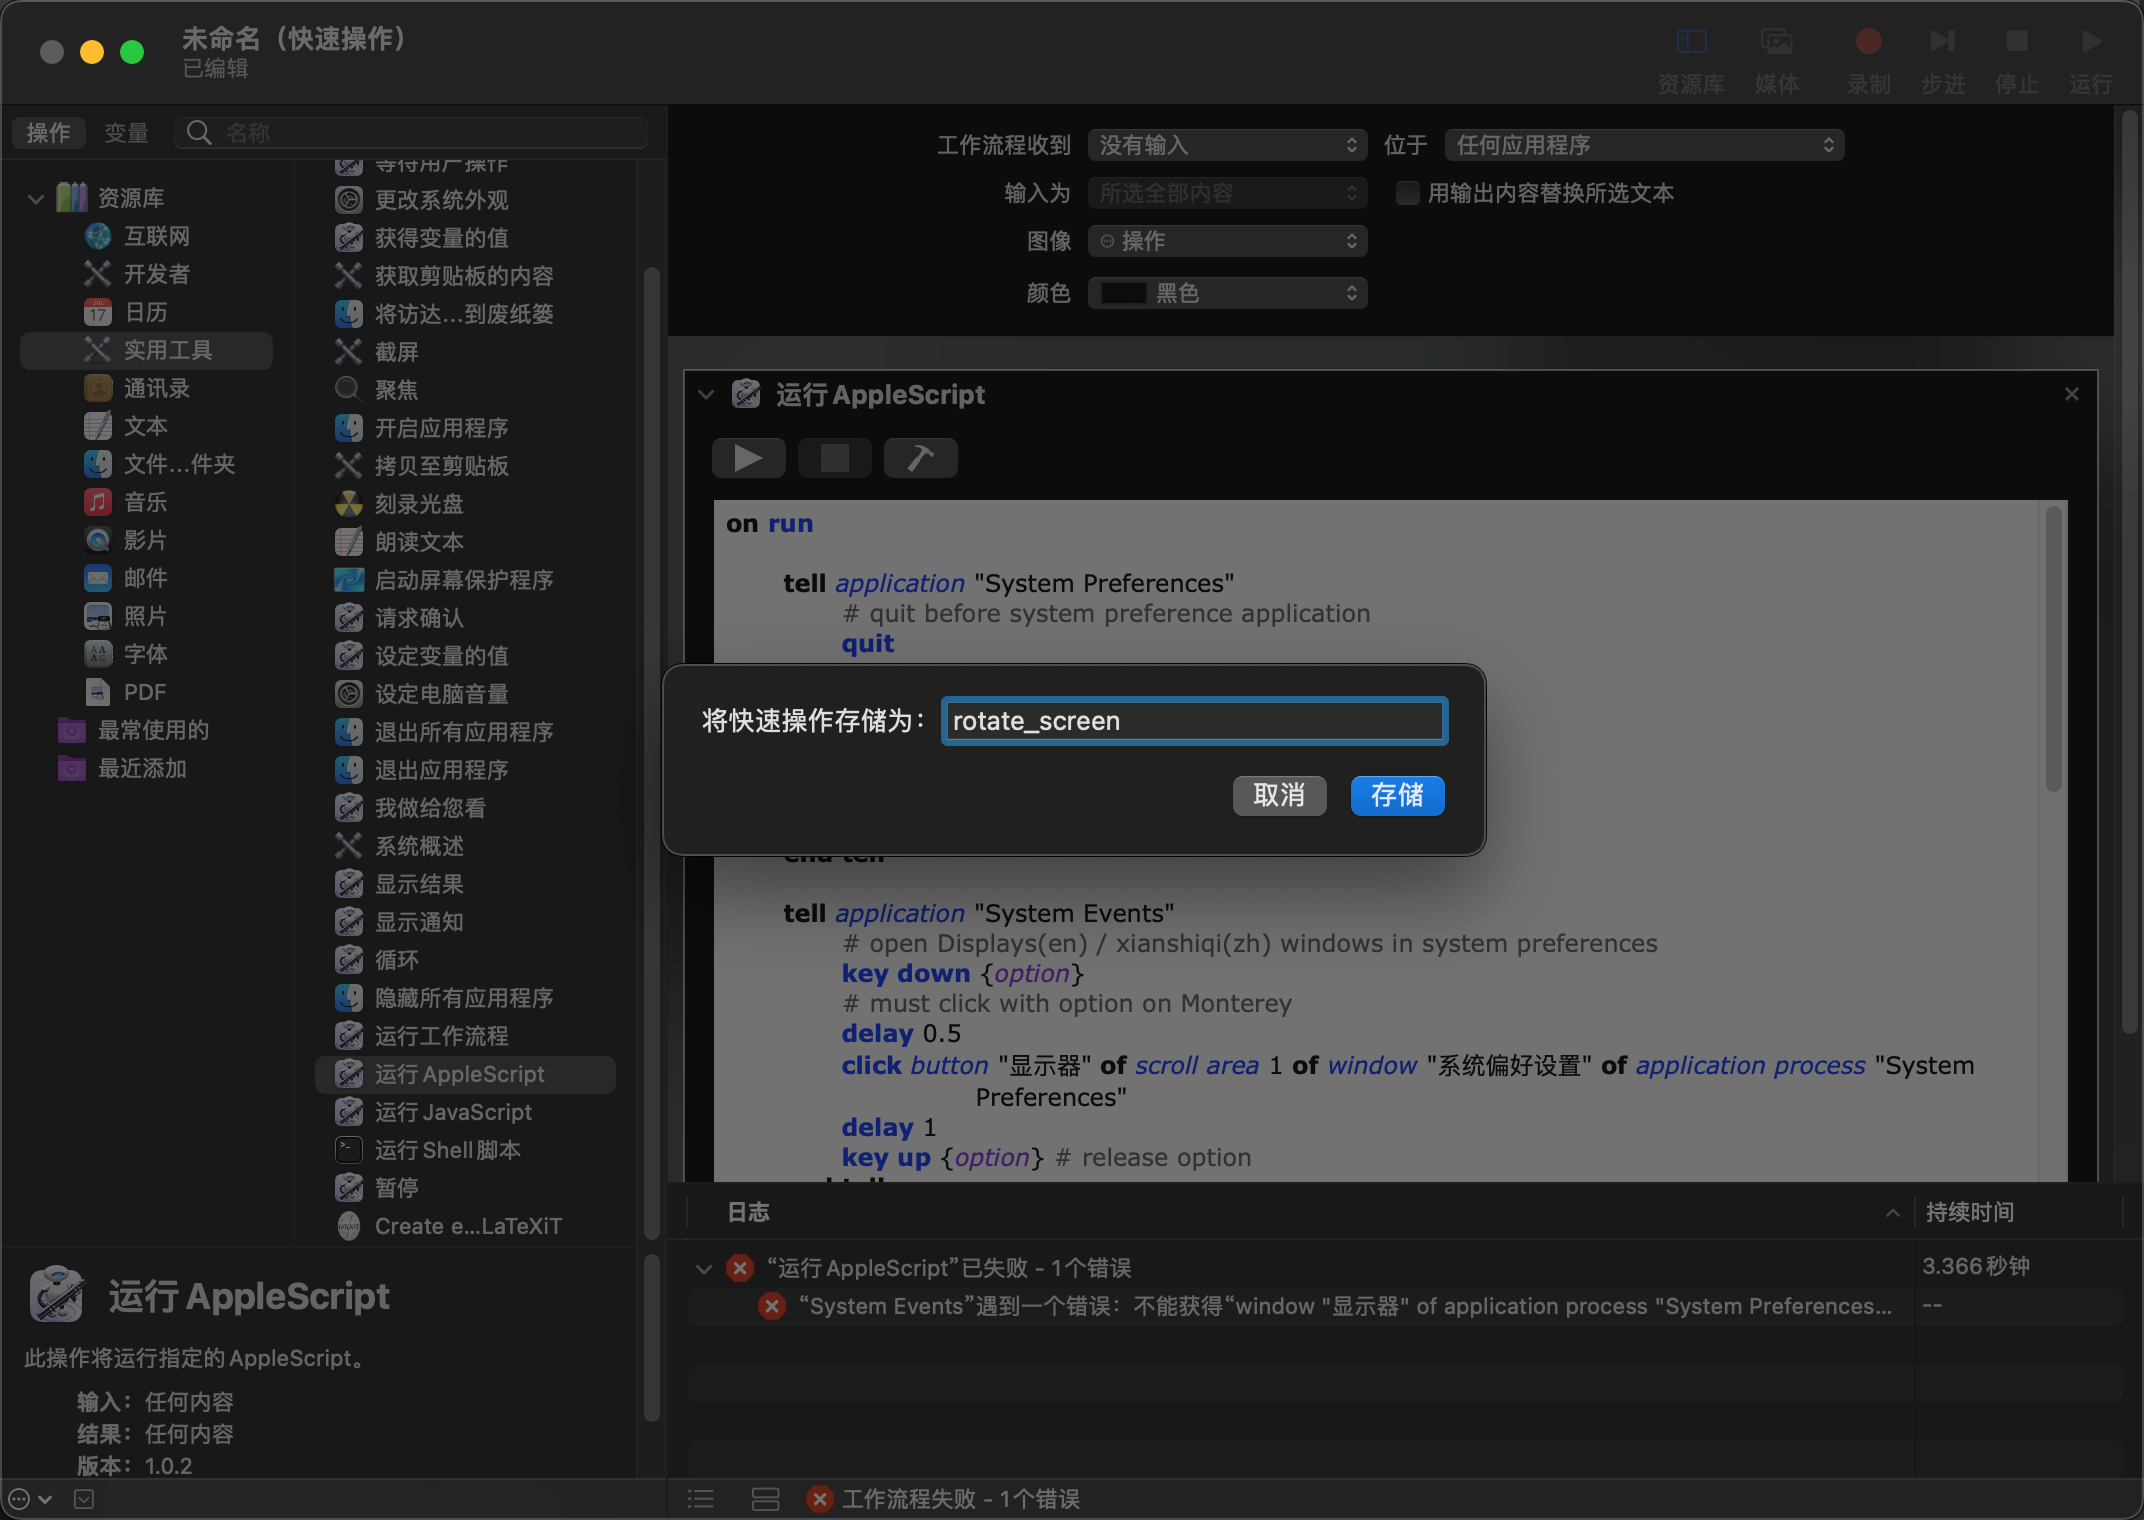 未命名（快速操作）
已编辑
资源库
媒体
录制
步进
停止
运行
操作
变量
名称
资源库
互联网
开发者
日历
实用工具
通讯录
文本
文件...件夹
音乐
影片
邮件
照片
字体
PDF
最常使用的
最近添加
等待用户操作
更改系统外观
获得变量的值
获取剪贴板的内容
将访达...到废纸篓
截屏
聚焦
开启应用程序
拷贝至剪贴板
刻录光盘
朗读文本
启动屏幕保护程序
请求确认
设定变量的值
设定电脑音量
退出所有应用程序
退出应用程序
我做给您看
系统概述
显示结果
显示通知
循环
隐藏所有应用程序
运行工作流程
运行 AppleScript
运行 JavaScript
运行 Shell 脚本
暂停
Create e...LaTeXiT
运行 AppleScript
此操作将运行指定的 AppleScript。
输入：任何内容
结果：任何内容
版本：1.0.2
工作流程收到 没有输入 位于 任何应用程序
输入为 所选全部内容 用输出内容替换所选文本
图像 操作
颜色 黑色
运行 AppleScript
on run
tell application "System Preferences"
# quit before system preference application
quit
将快速操作存储为：rotate_screen
取消 存储
end tell
tell application "System Events"
# open Displays(en) / xianshiqi(zh) windows in system preferences
key down {option}
# must click with option on Monterey
delay 0.5
click button "显示器" of scroll area 1 of window "系统偏好设置" of application process "System
Preferences"
delay 1
key up {option} # release option
日志 持续时间
“运行 AppleScript”已失败 - 1个错误 3.366 秒钟
“System Events”遇到一个错误：不能获得“window "显示器" of application process "System Preferences... --
工作流程失败 - 1个错误